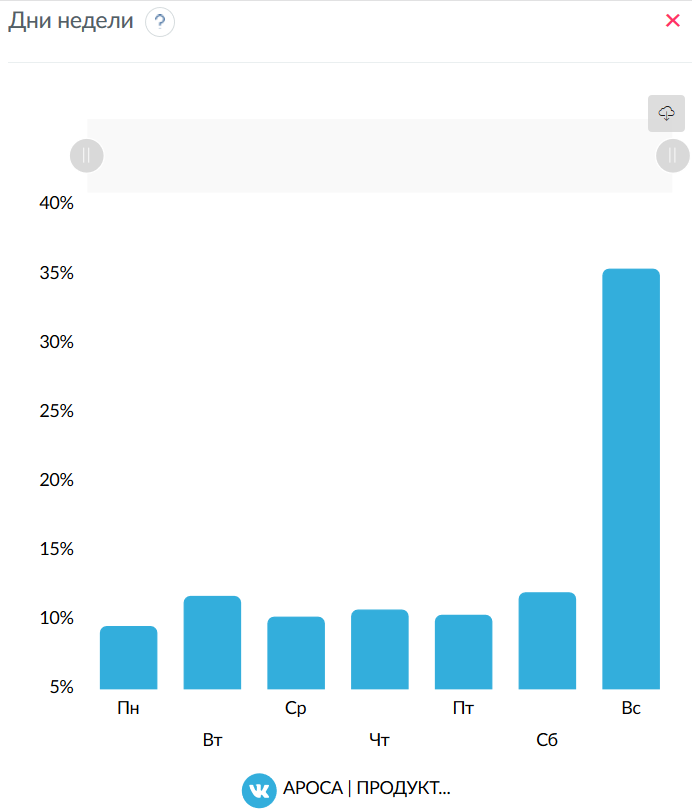 Дни недели ?
40%
35%
30%
25%
20%
15%
10%
5%
Пн
Вт
Ср
Чт
Пт
Сб
Вс
АРОСА | ПРОДУКТ...